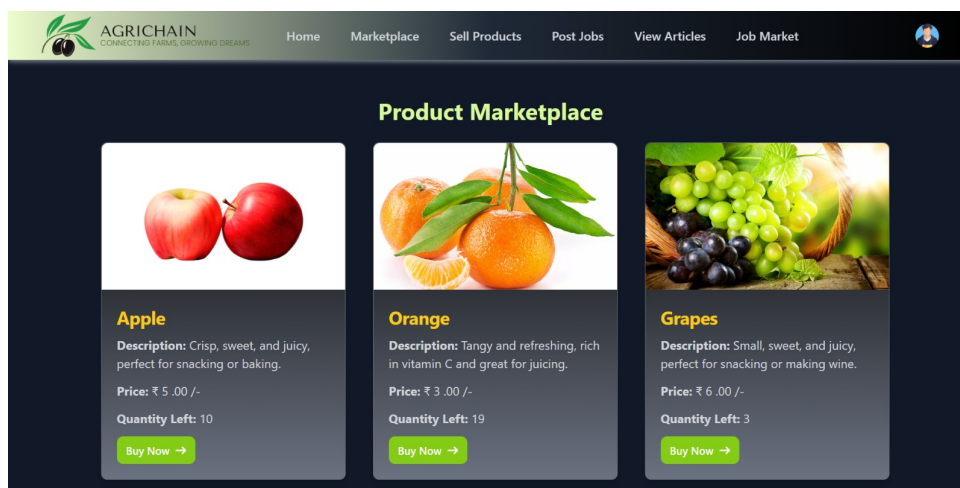 AGRICHAIN
CONNECTING FARMS, GROWING DREAMS
Home Marketplace Sell Products Post Jobs View Articles Job Market
Product Marketplace
Apple
Description: Crisp, sweet, and juicy,
perfect for snacking or baking.
Price: ₹ 5 .00 /-
Quantity Left: 10
Buy Now →
Orange
Description: Tangy and refreshing, rich
in vitamin C and great for juicing.
Price: ₹ 3 .00 /-
Quantity Left: 19
Buy Now →
Grapes
Description: Small, sweet, and juicy,
perfect for snacking or making wine.
Price: ₹ 6 .00 /-
Quantity Left: 3
Buy Now →